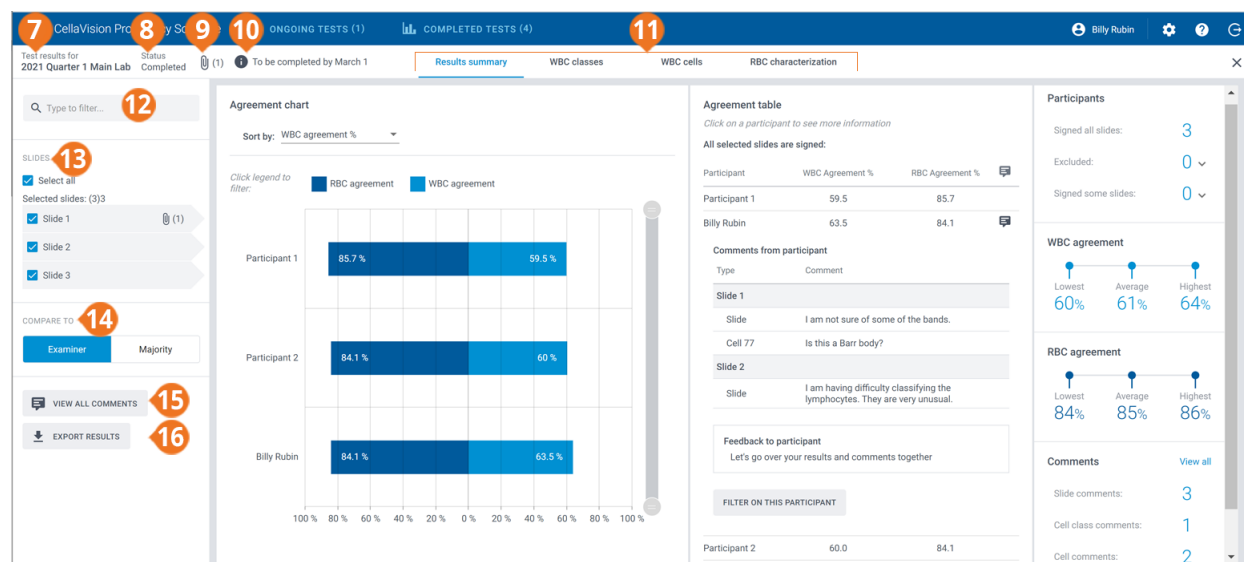 7
8
9
10
11
CellaVision Pro
ONGOING TESTS (1)
COMPLETED TESTS (4)
Billy Rubin
Test results for
2021 Quarter 1 Main Lab
Status
Completed
(1)
To be completed by March 1
Results summary
WBC classes
WBC cells
RBC characterization
Type to filter...
12
SLIDES
13
Select all
Selected slides: (3)3
Slide 1
(1)
Slide 2
Slide 3
COMPARE TO
14
Examiner
Majority
VIEW ALL COMMENTS
15
EXPORT RESULTS
16
Agreement chart
Sort by: WBC agreement %
Click legend to
filter:
RBC agreement
WBC agreement
Participant 1
85.7 %
59.5 %
Participant 2
84.1 %
60 %
Billy Rubin
84.1 %
63.5 %
100 % 80 % 60 % 40 % 20 % 0 % 20 % 40 % 60 % 80 % 100 %
Agreement table
Click on a participant to see more information
All selected slides are signed:
Participant WBC Agreement % RBC Agreement %
Participant 1 59.5 85.7
Billy Rubin 63.5 84.1
Comments from participant
Type Comment
Slide 1
Slide I am not sure of some of the bands.
Cell 77 Is this a Barr body?
Slide 2
Slide I am having difficulty classifying the
lymphocytes. They are very unusual.
Feedback to participant
Let's go over your results and comments together
FILTER ON THIS PARTICIPANT
Participant 2 60.0 84.1
Participants
Signed all slides: 3
Excluded: 0
Signed some slides: 0
WBC agreement
Lowest Average Highest
60% 61% 64%
RBC agreement
Lowest Average Highest
84% 85% 86%
Comments View all
Slide comments: 3
Cell class comments: 1
Cell comments: 2